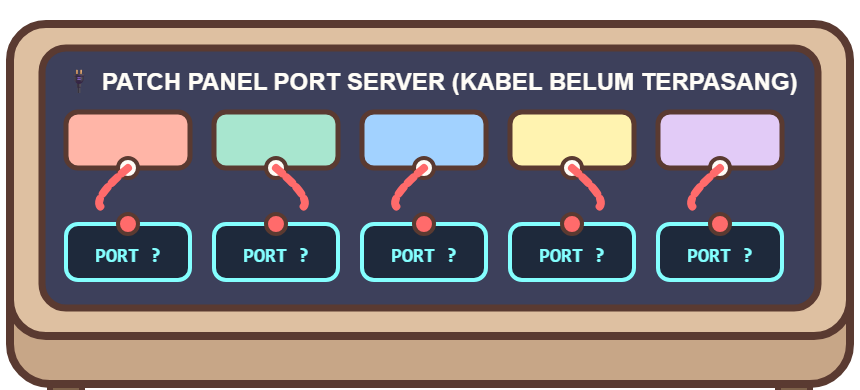 PATCH PANEL PORT SERVER (KABEL BELUM TERPASANG)
PORT ? PORT ? PORT ? PORT ? PORT ?